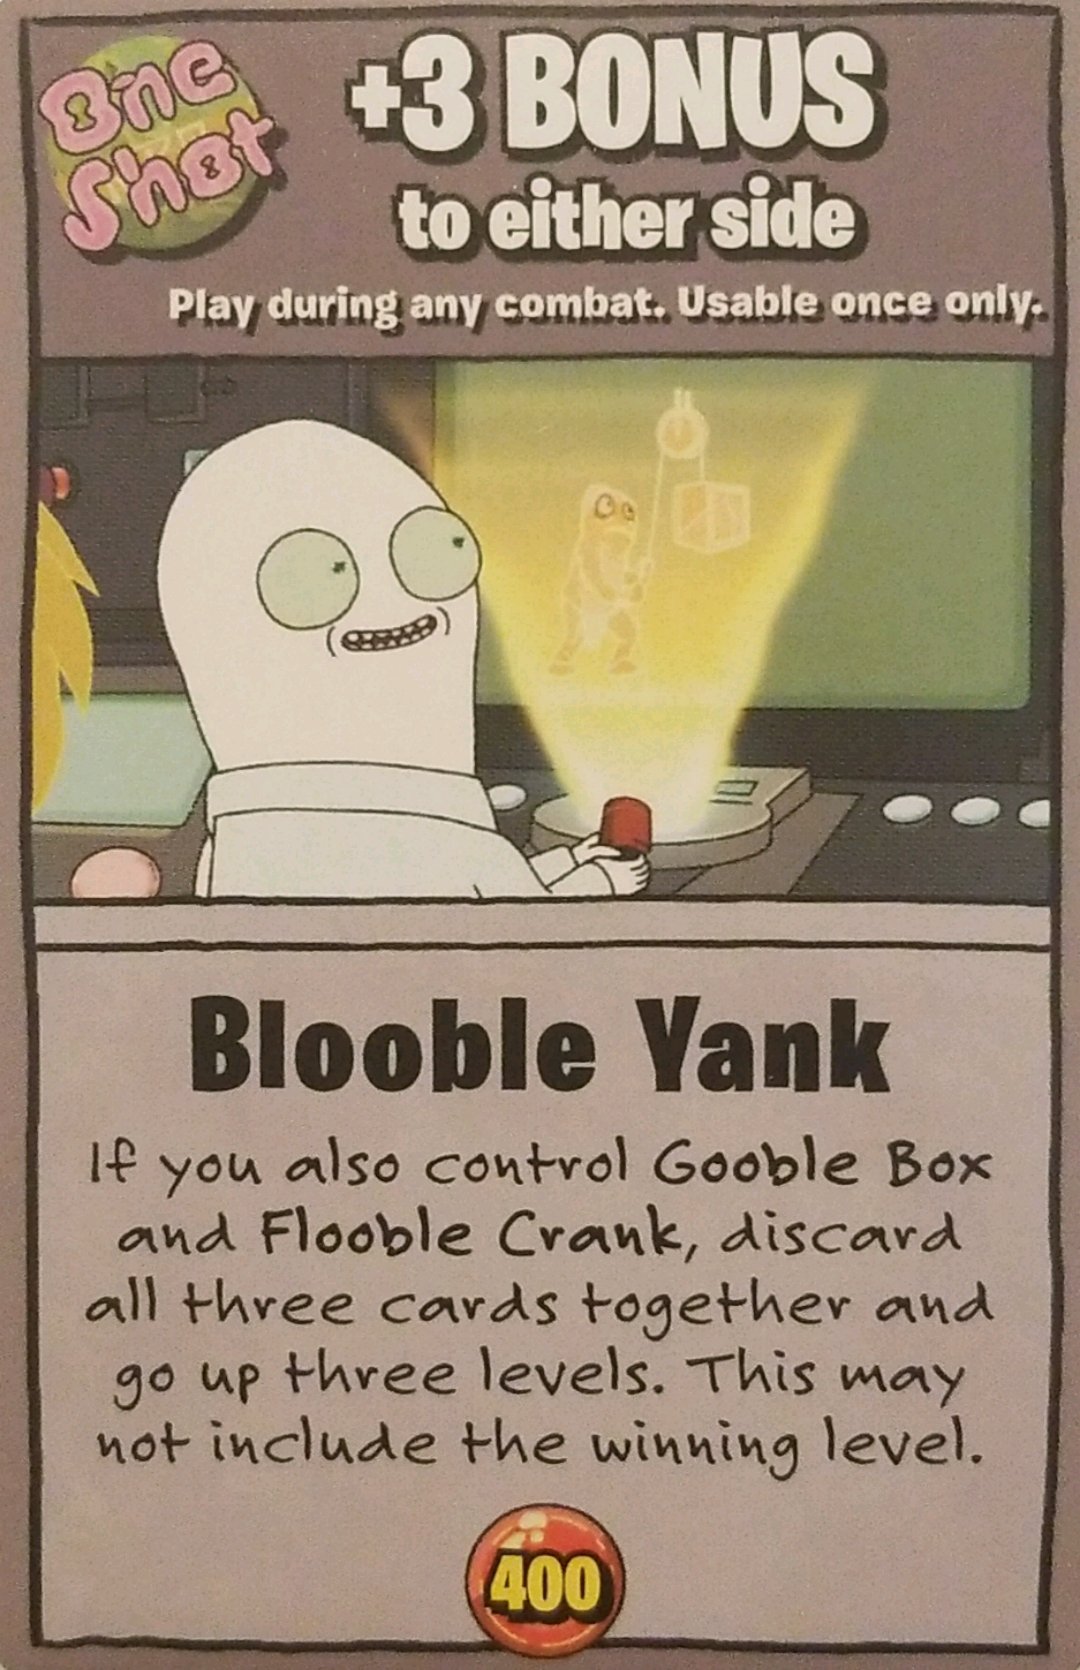 One
Shot
+3 BONUS
to either side
Play during any combat. Usable once only.
Blooble Yank
If you also control Gooble Box
and Flooble Crank, discard
all three cards together and
go up three levels. This may
not include the winning level.
400